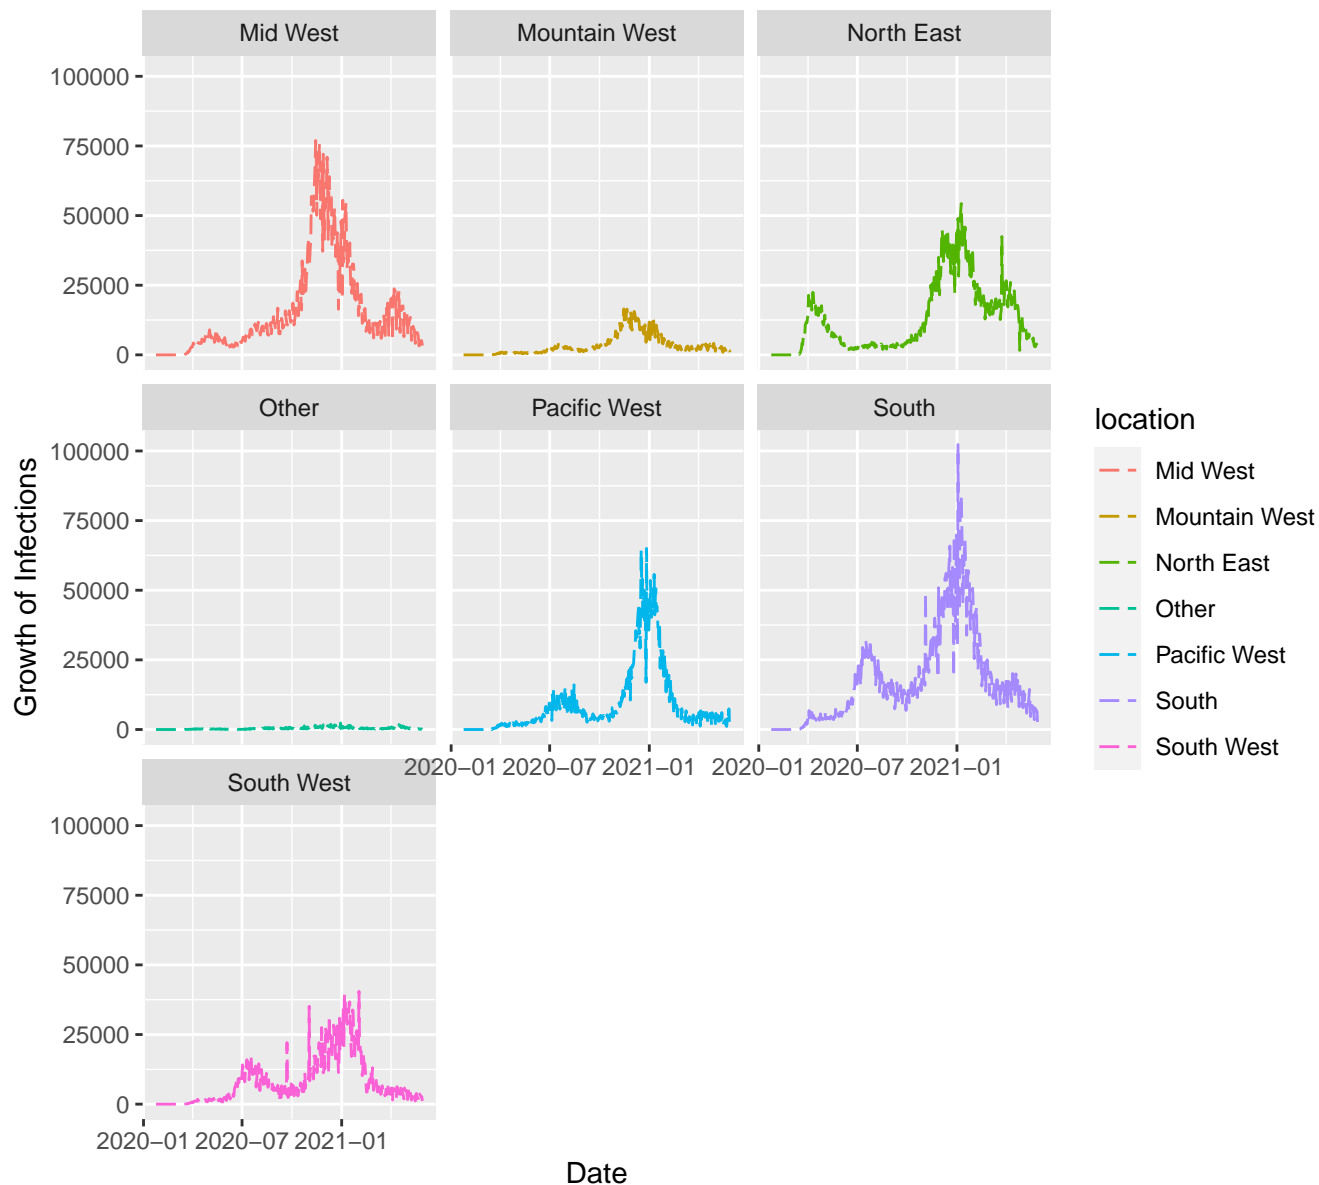 Mid West
Mountain West
North East
100000
75000
50000
25000
0
Other
Pacific West
South
100000
75000
50000
25000
0
2020−01 2020−07 2021−01
2020−01 2020−07 2021−01
South West
100000
75000
50000
25000
0
2020−01 2020−07 2021−01
Growth of Infections
Date
location
Mid West
Mountain West
North East
Other
Pacific West
South
South West